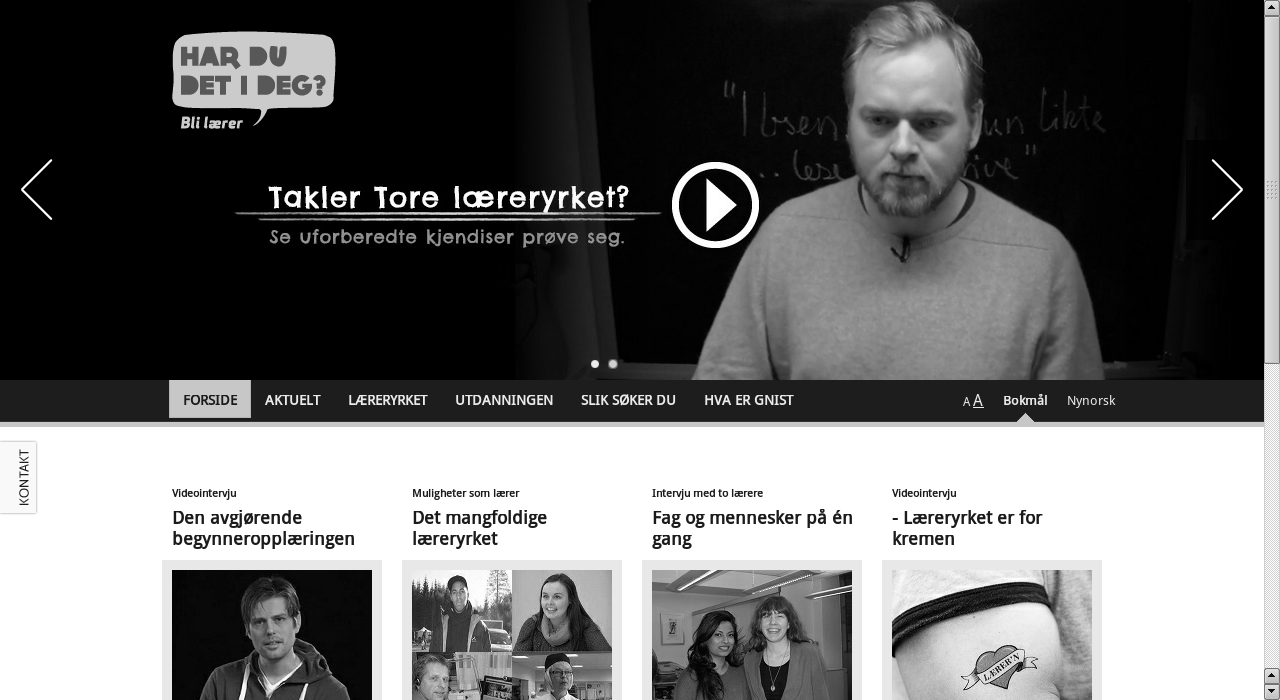 HAR DU
DET I DEG?
Bli lærer
"Ibsen un likte
... lese rive"
Takler Tore læreryrket?
Se uforberedte kjendiser prøve seg.
FORSIDE AKTUELT LÆRERYRKET UTDANNINGEN SLIK SØKER DU HVA ER GNIST A A Bokmål Nynorsk
KONTAKT
Videointervju
Den avgjørende
begynneropplæringen
Muligheter som lærer
Det mangfoldige
læreryrket
Intervju med to lærere
Fag og mennesker på én
gang
Videointervju
- Læreryrket er for
kremen
LÆRER'N